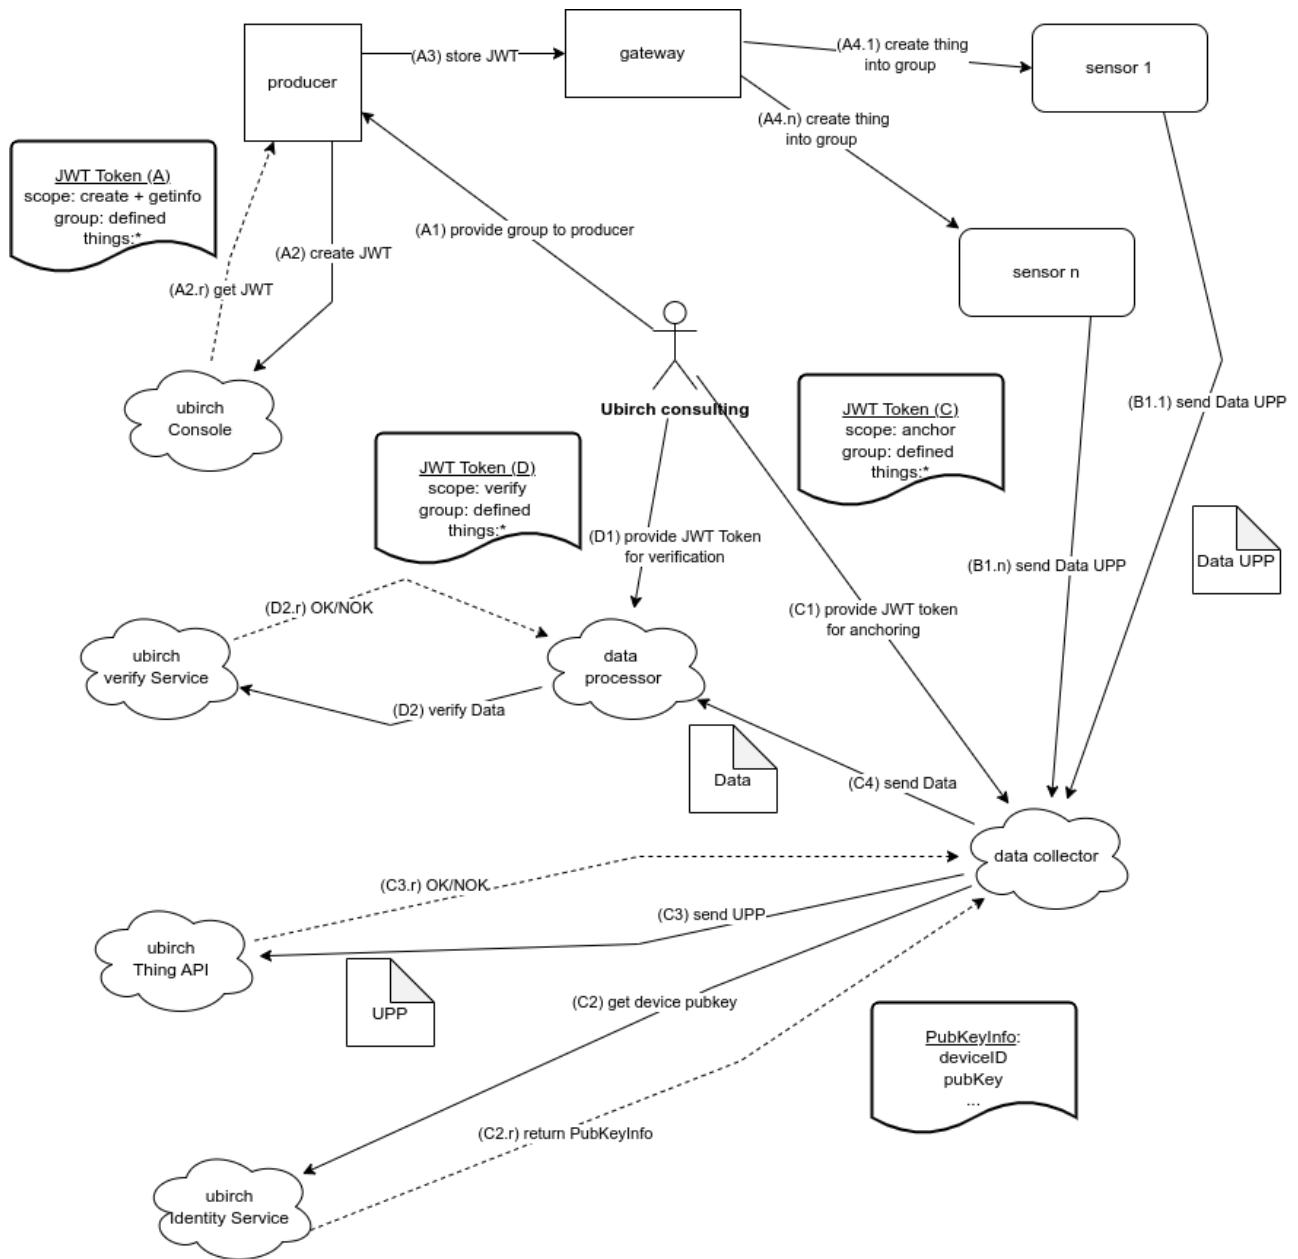 producer
(A3) store JWT
gateway
(A4.1) create thing
into group
sensor 1
(A4.n) create thing
into group
JWT Token (A)
scope: create + getinfo
group: defined
things:*
(A2) create JWT
(A2.r) get JWT
(A1) provide group to producer
sensor n
ubirch
Console
Ubirch consulting
JWT Token (C)
scope: anchor
group: defined
things:*
(B1.1) send Data UPP
JWT Token (D)
scope: verify
group: defined
things:*
(D1) provide JWT Token
for verification
(B1.n) send Data UPP
Data UPP
(D2.r) OK/NOK
(C1) provide JWT token
for anchoring
ubirch
verify Service
data
processor
(D2) verify Data
Data
(C4) send Data
data collector
(C3.r) OK/NOK
(C3) send UPP
ubirch
Thing API
UPP
(C2) get device pubkey
PubKeyInfo:
deviceID
pubKey
...
(C2.r) return PubKeyInfo
ubirch
Identity Service